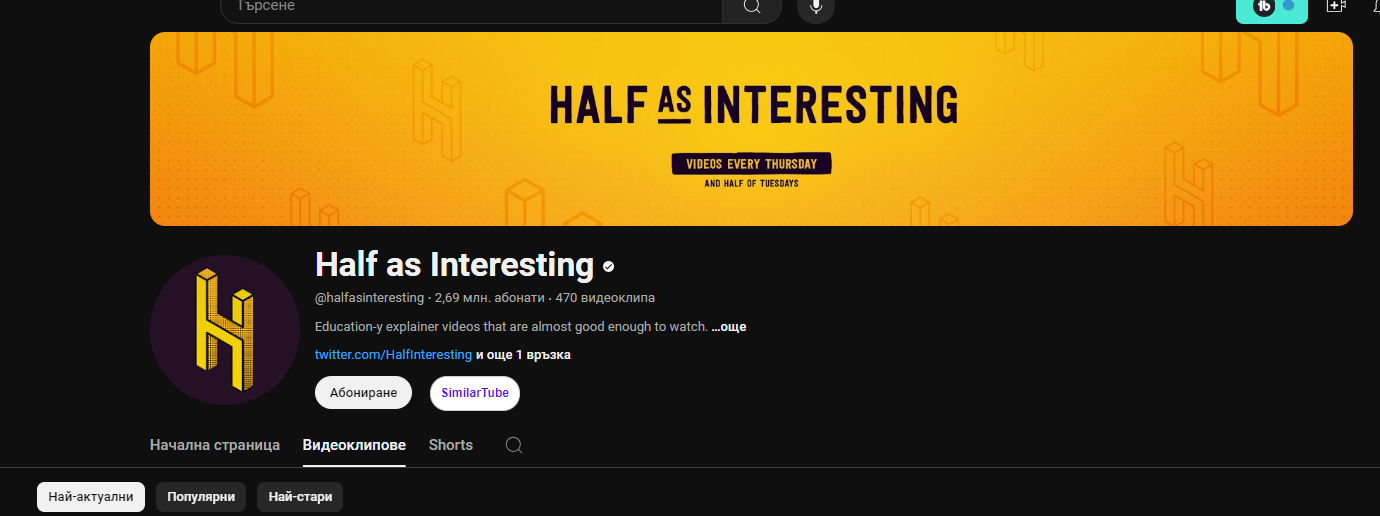 Търсене
HALF AS INTERESTING
VIDEOS EVERY THURSDAY
AND HALF OF TUESDAYS
Half as Interesting
@halfasinteresting · 2,69 млн. абонати · 470 видеоклипа
Education-y explainer videos that are almost good enough to watch. ...още
twitter.com/HalfInteresting и още 1 връзка
Абониране SimilarTube
Начална страница Видеоклипове Shorts
Най-актуални Популярни Най-стари